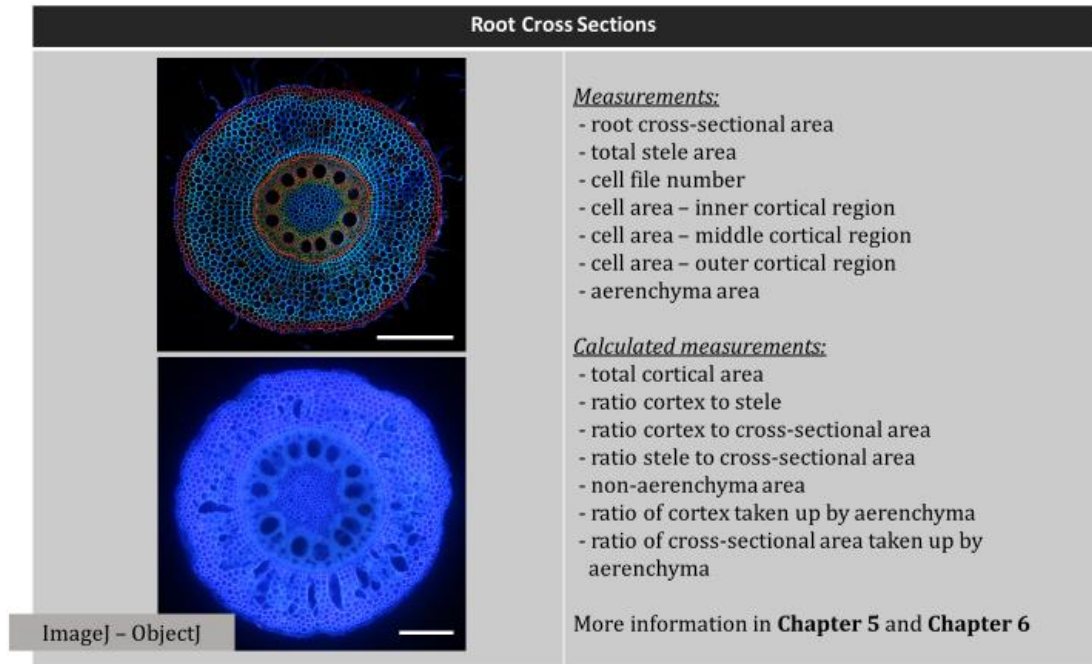 Root Cross Sections
Measurements:
- root cross-sectional area
- total stele area
- cell file number
- cell area – inner cortical region
- cell area – middle cortical region
- cell area – outer cortical region
- aerenchyma area
Calculated measurements:
- total cortical area
- ratio cortex to stele
- ratio cortex to cross-sectional area
- ratio stele to cross-sectional area
- non-aerenchyma area
- ratio of cortex taken up by aerenchyma
- ratio of cross-sectional area taken up by
aerenchyma
More information in Chapter 5 and Chapter 6
ImageJ – ObjectJ